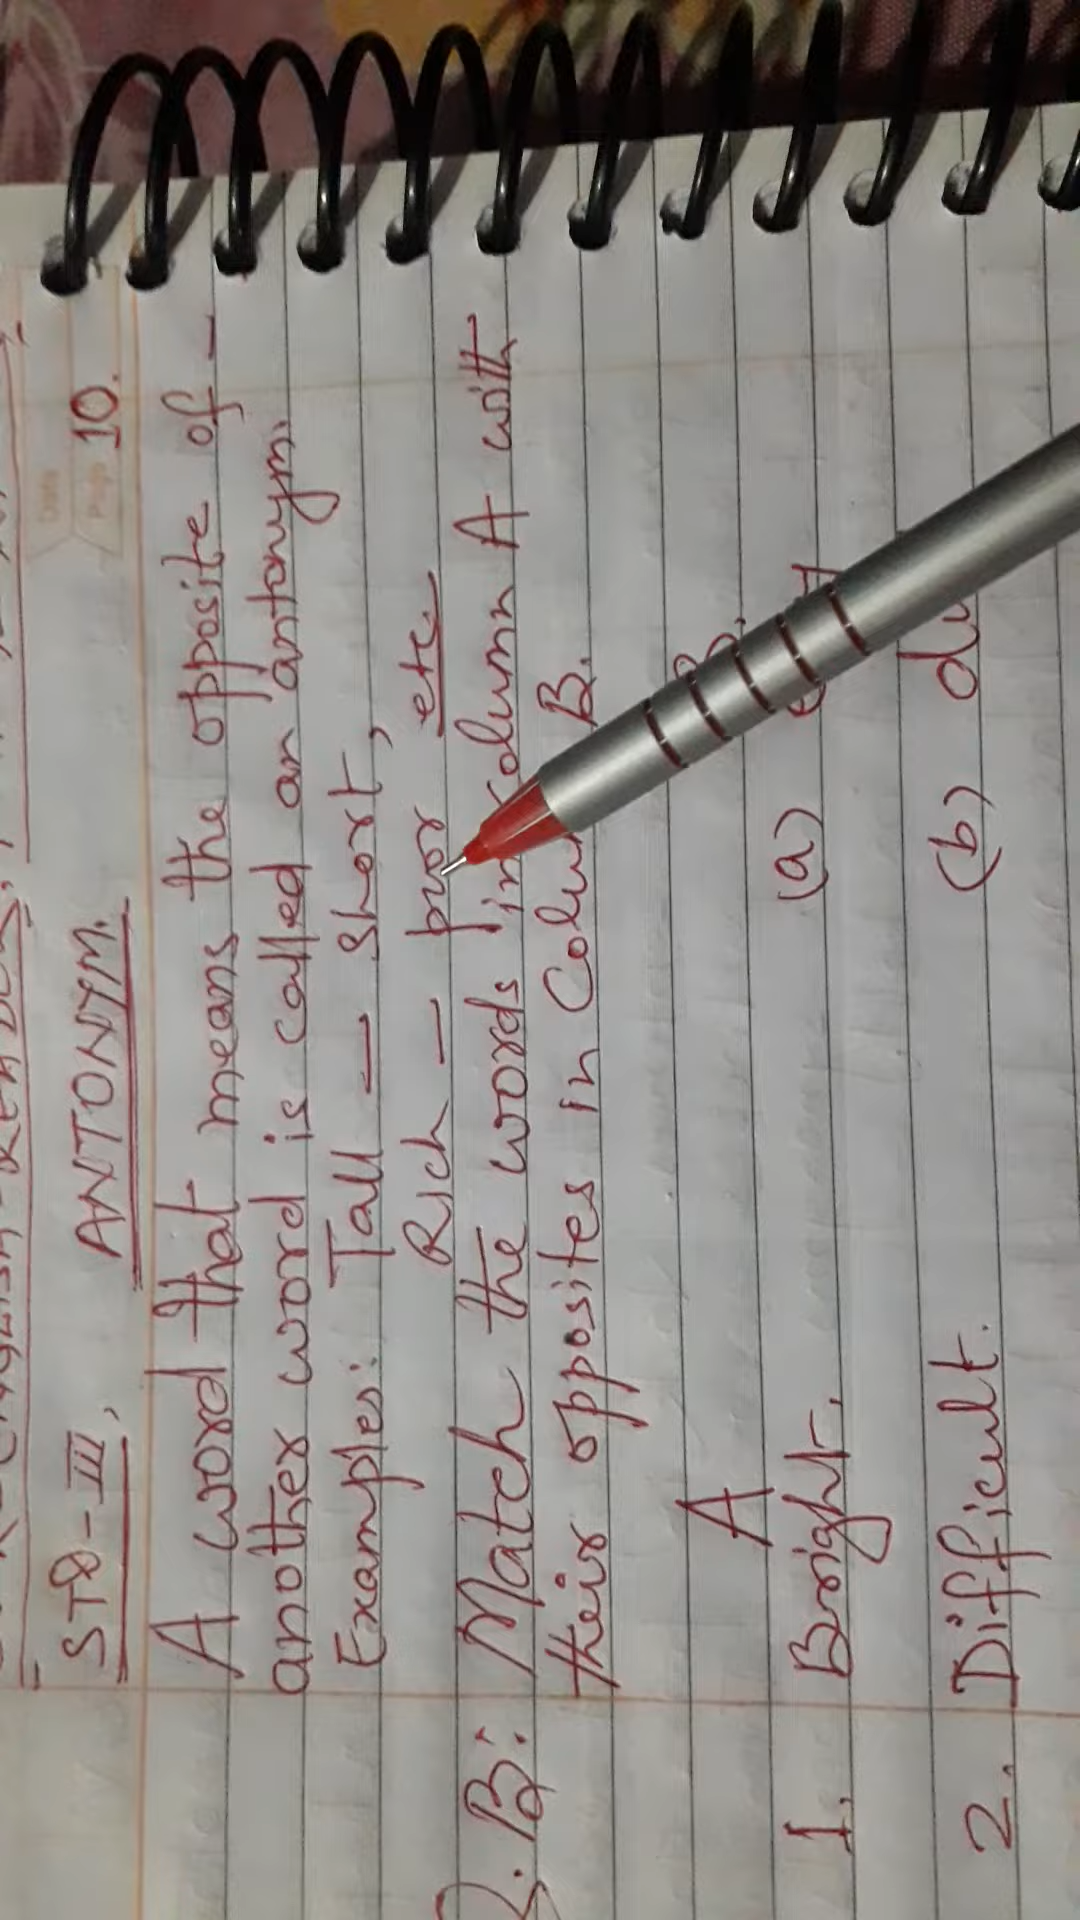 Date
Page 10.
STD-III, ANTONYM.
A word that means the opposite of -
another word is called an antonym.
Examples: Tall - Short,
Rich - poor etc
Q.B: Match the words in Column A with
their opposites in Column B.
A B.
1. Bright. (a)
2. Difficult. (b)